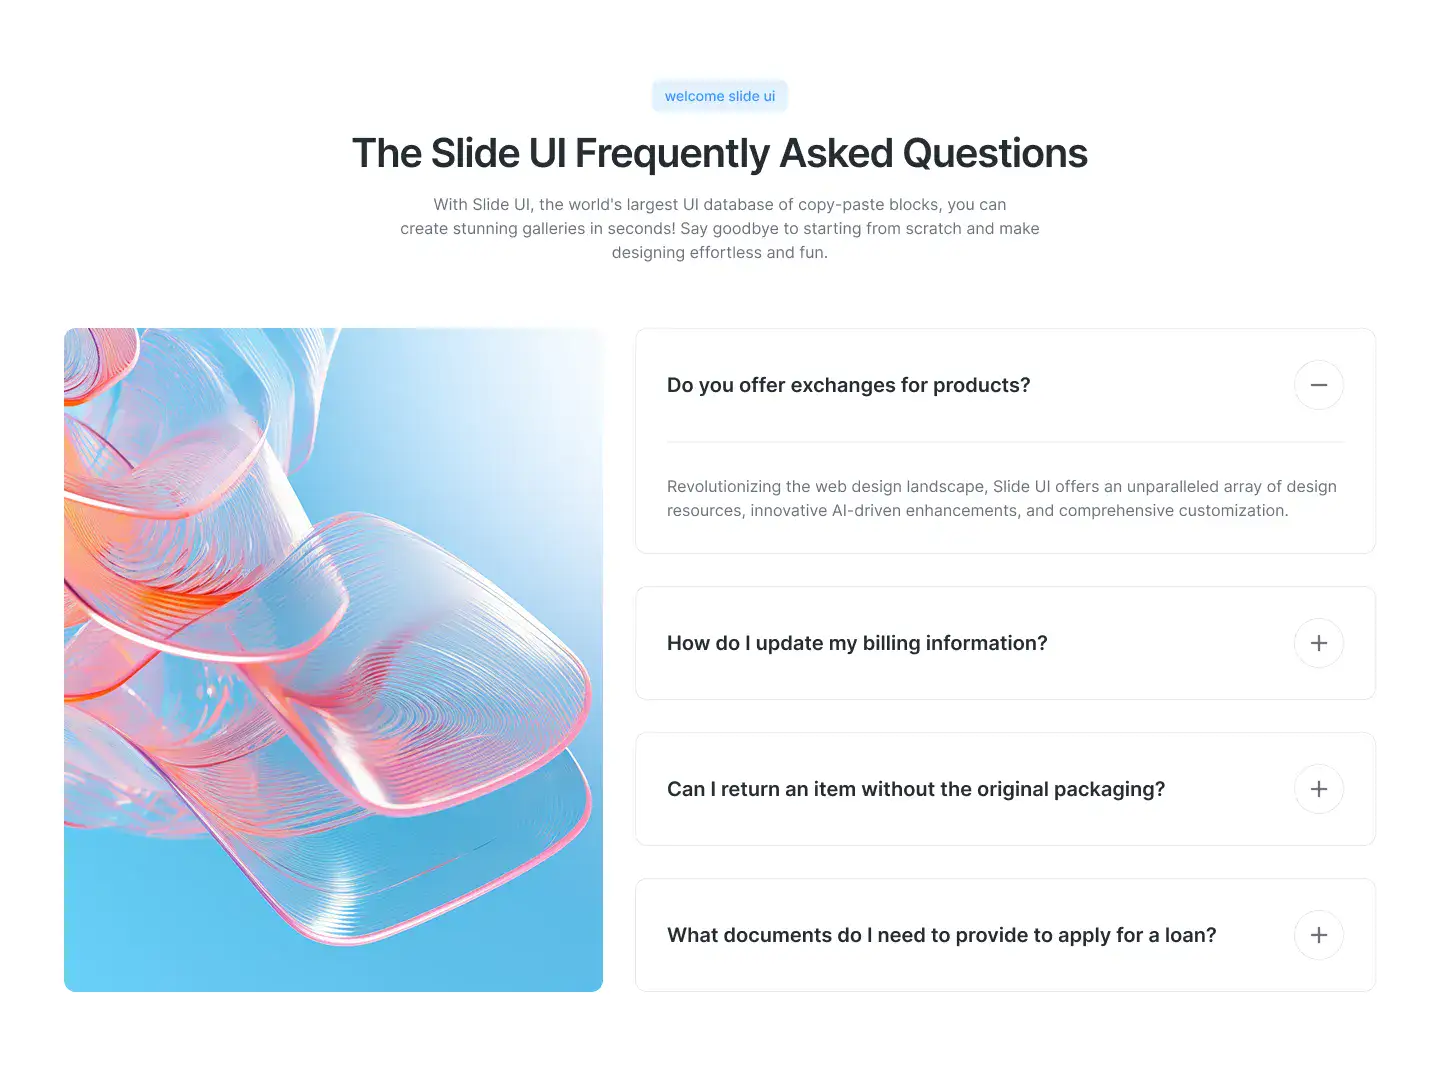 welcome slide ui
The Slide UI Frequently Asked Questions
With Slide UI, the world's largest UI database of copy-paste blocks, you can
create stunning galleries in seconds! Say goodbye to starting from scratch and make
designing effortless and fun.
Do you offer exchanges for products?
Revolutionizing the web design landscape, Slide UI offers an unparalleled array of design
resources, innovative AI-driven enhancements, and comprehensive customization.
How do I update my billing information?
Can I return an item without the original packaging?
What documents do I need to provide to apply for a loan?